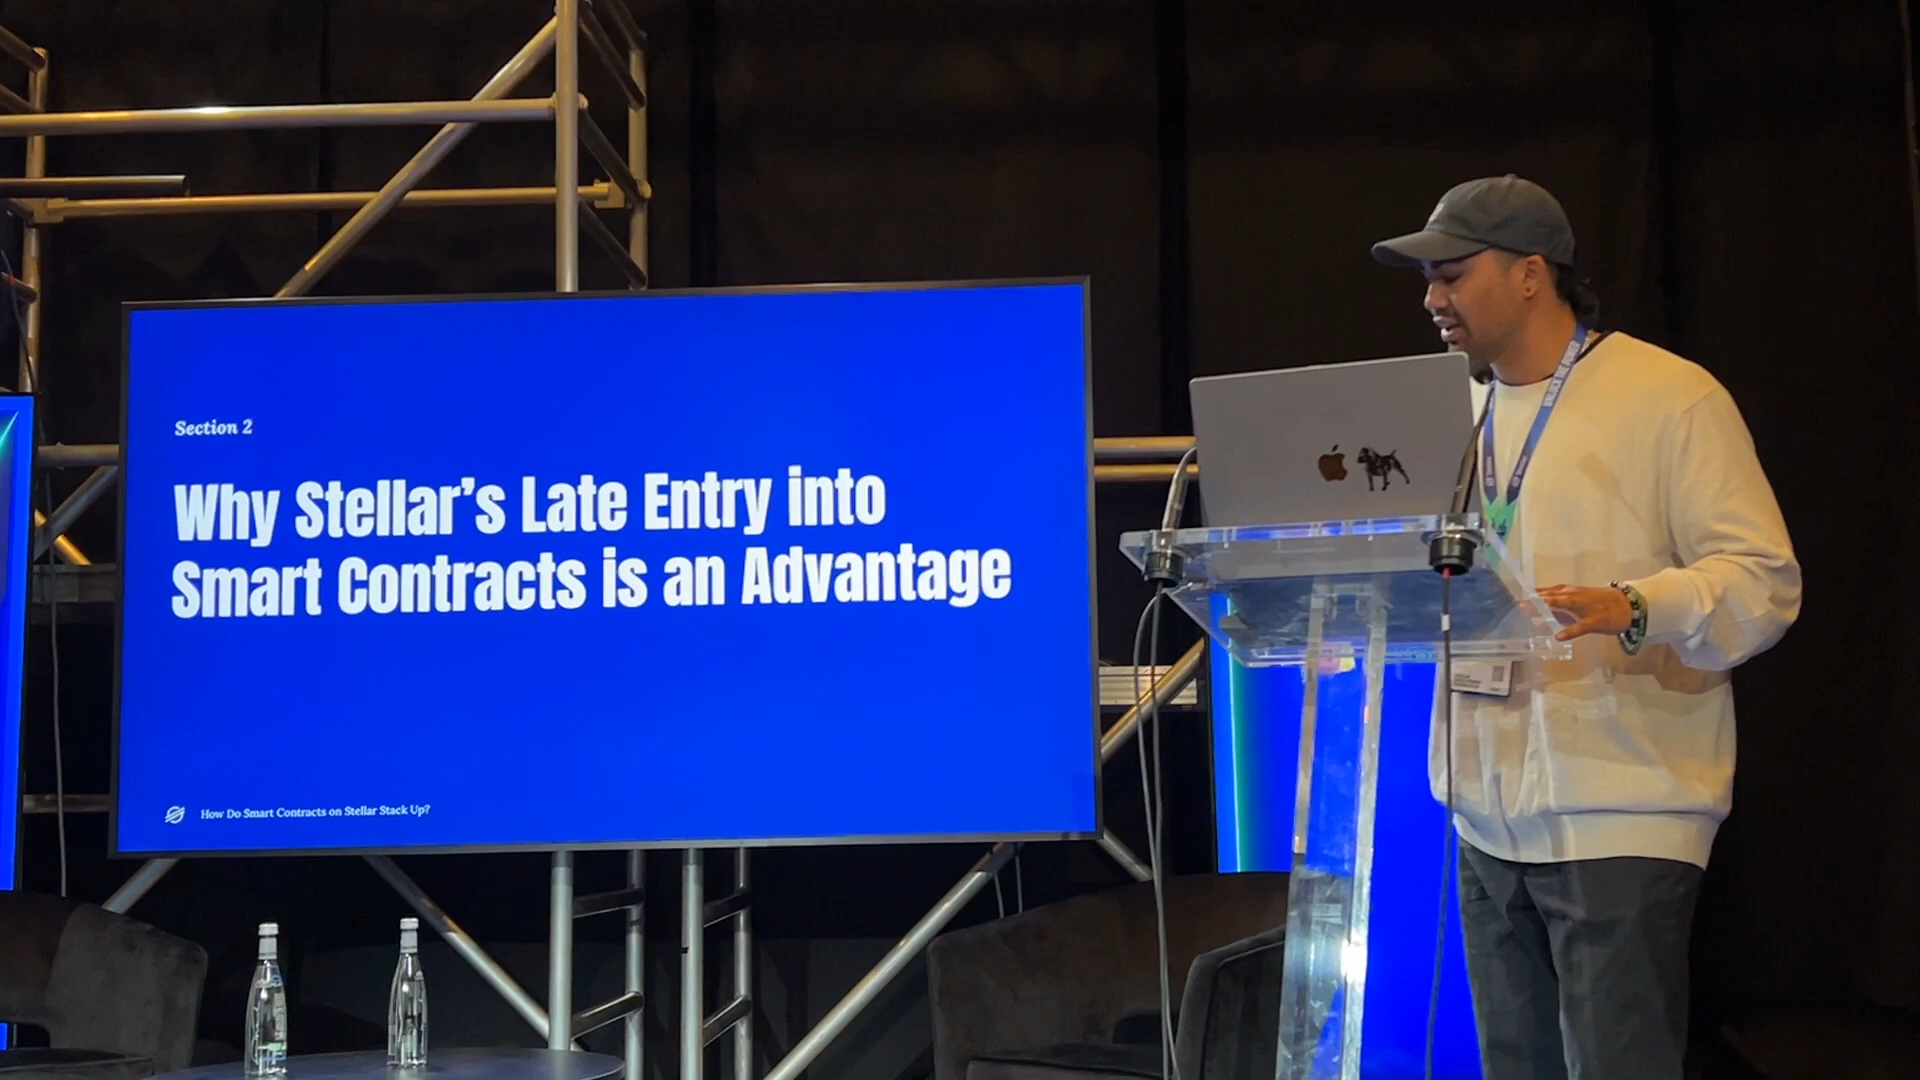 Section 2
Why Stellar's Late Entry into
Smart Contracts is an Advantage
How Do Smart Contracts on Stellar Stack Up?